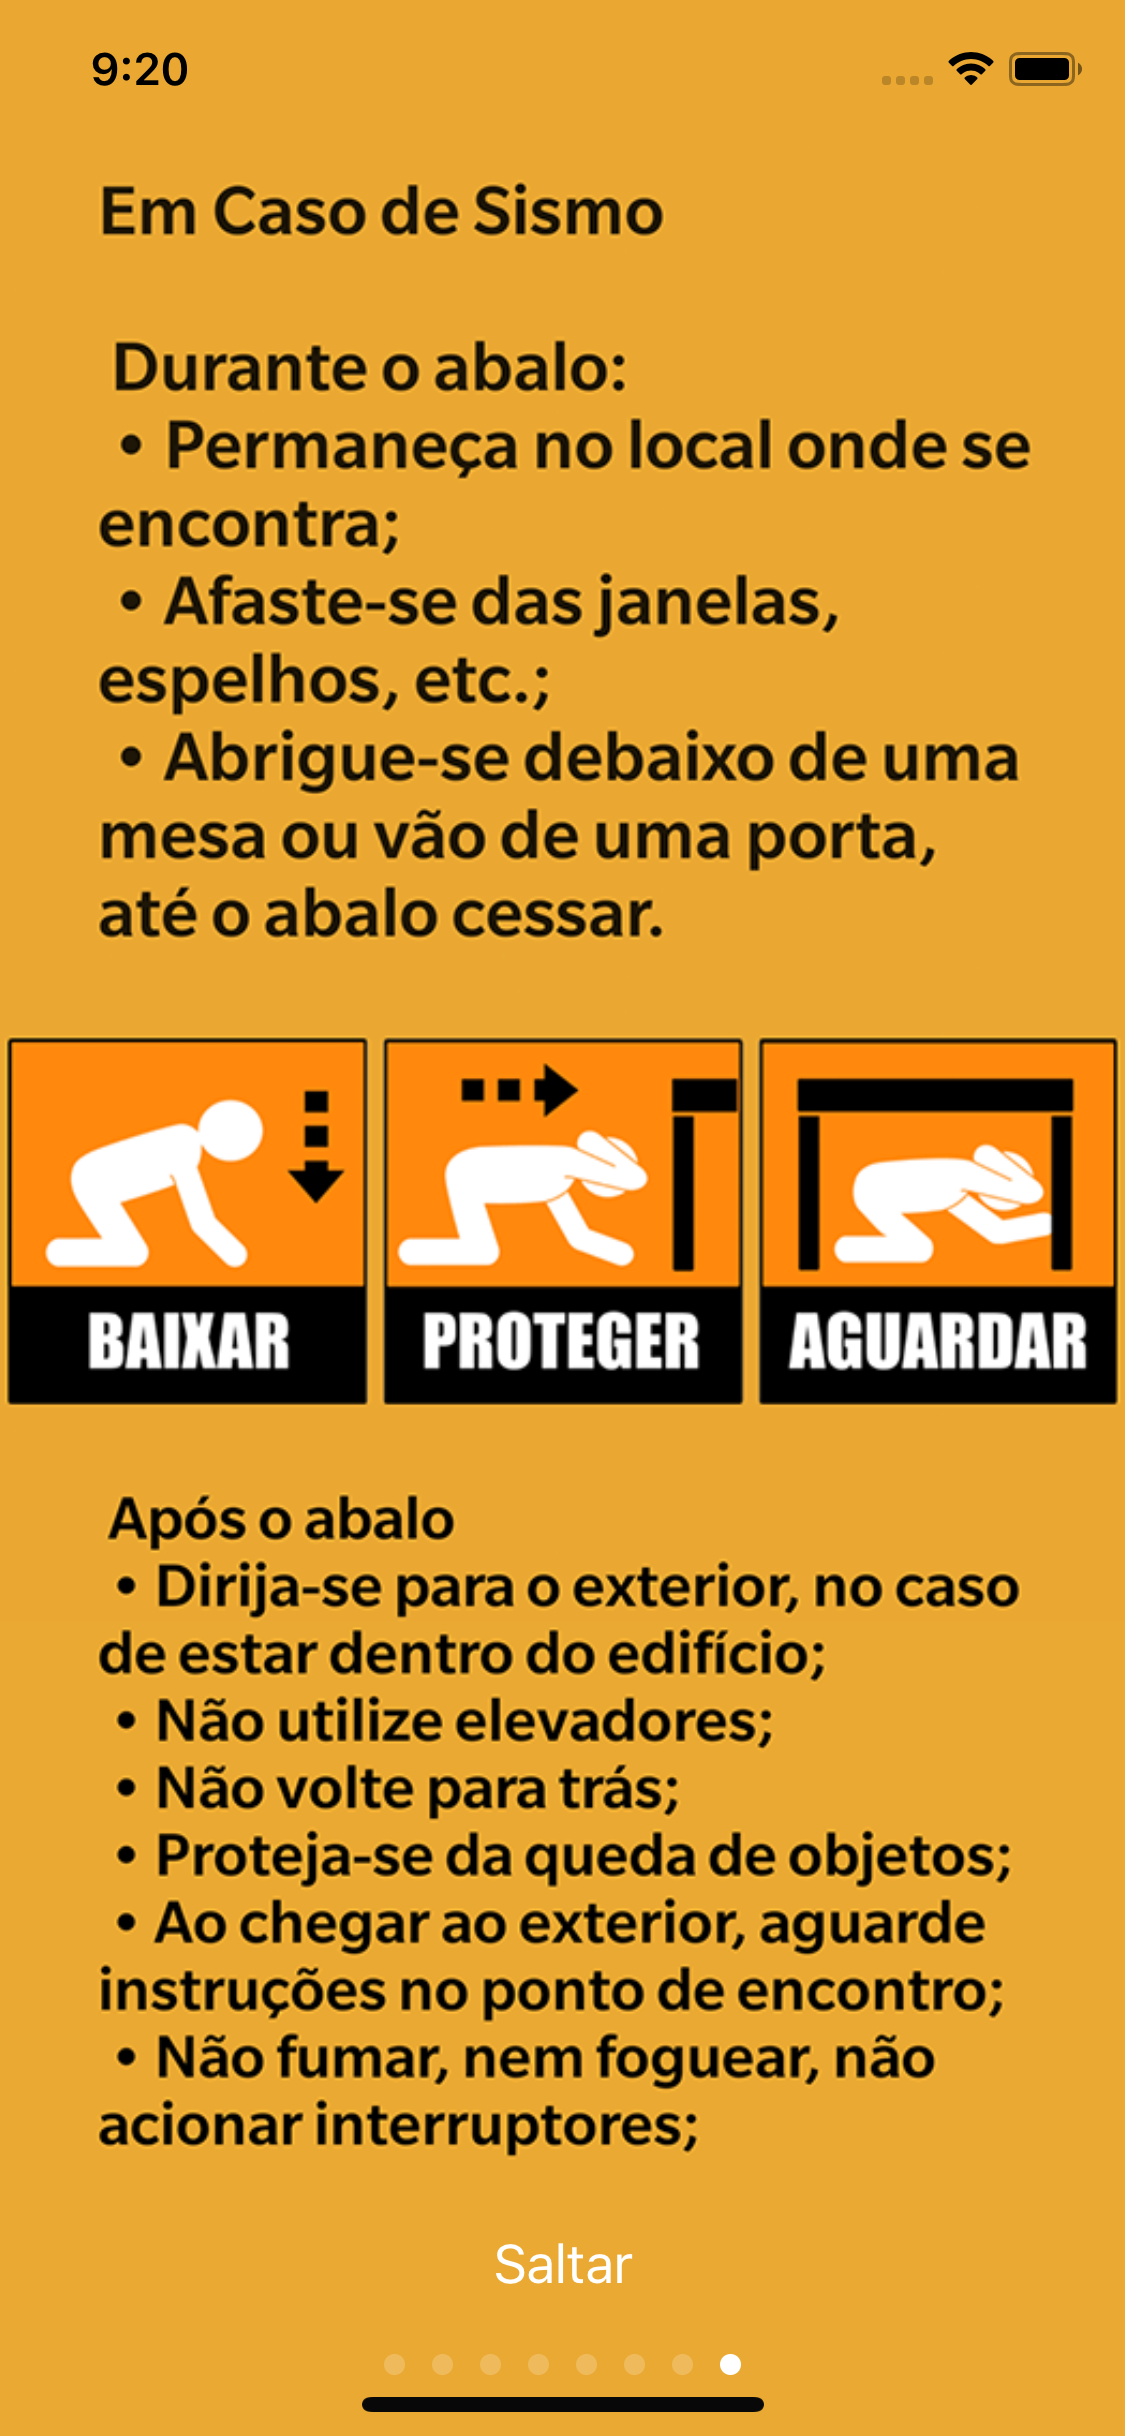 9:20
Em Caso de Sismo
Durante o abalo:
• Permaneça no local onde se
encontra;
• Afaste-se das janelas,
espelhos, etc.;
• Abrigue-se debaixo de uma
mesa ou vão de uma porta,
até o abalo cessar.
BAIXAR
PROTEGER
AGUARDAR
Após o abalo
• Dirija-se para o exterior, no caso
de estar dentro do edifício;
• Não utilize elevadores;
• Não volte para trás;
• Proteja-se da queda de objetos;
• Ao chegar ao exterior, aguarde
instruções no ponto de encontro;
• Não fumar, nem foguear, não
acionar interruptores;
Saltar